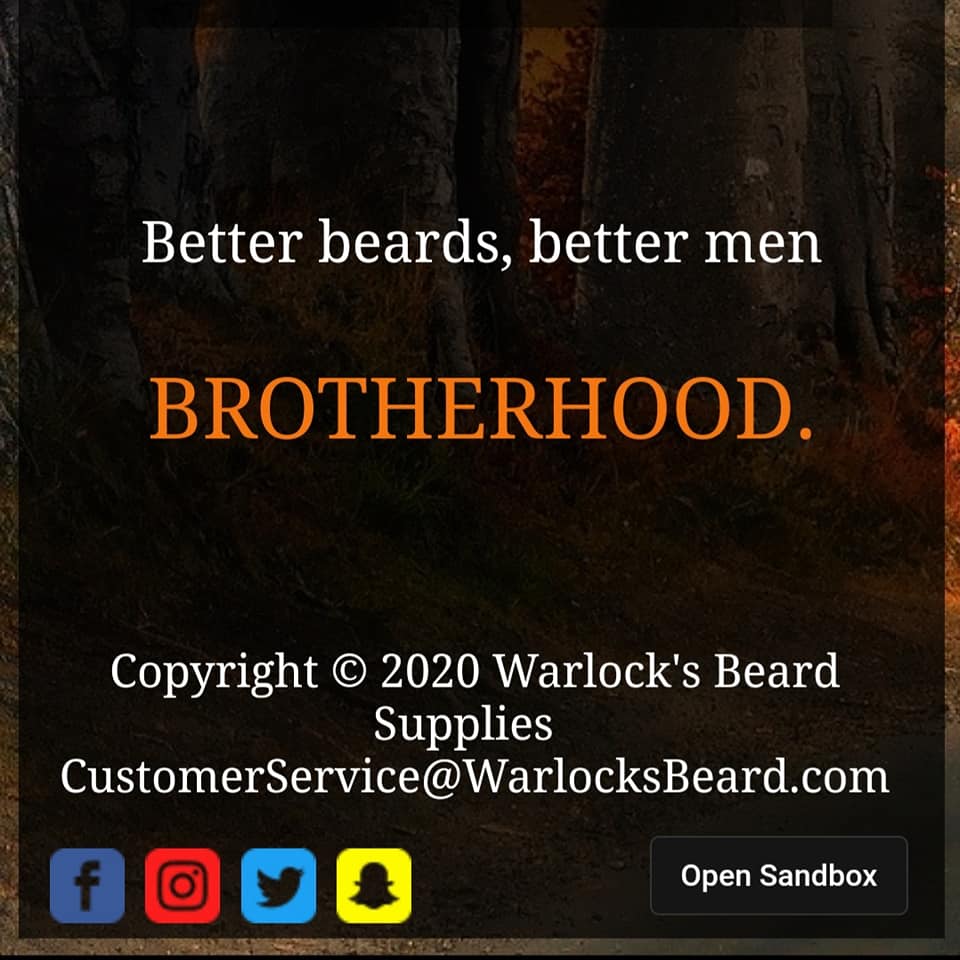 Better beards, better men
BROTHERHOOD.
Copyright © 2020 Warlock's Beard
Supplies
CustomerService@WarlocksBeard.com
Open Sandbox